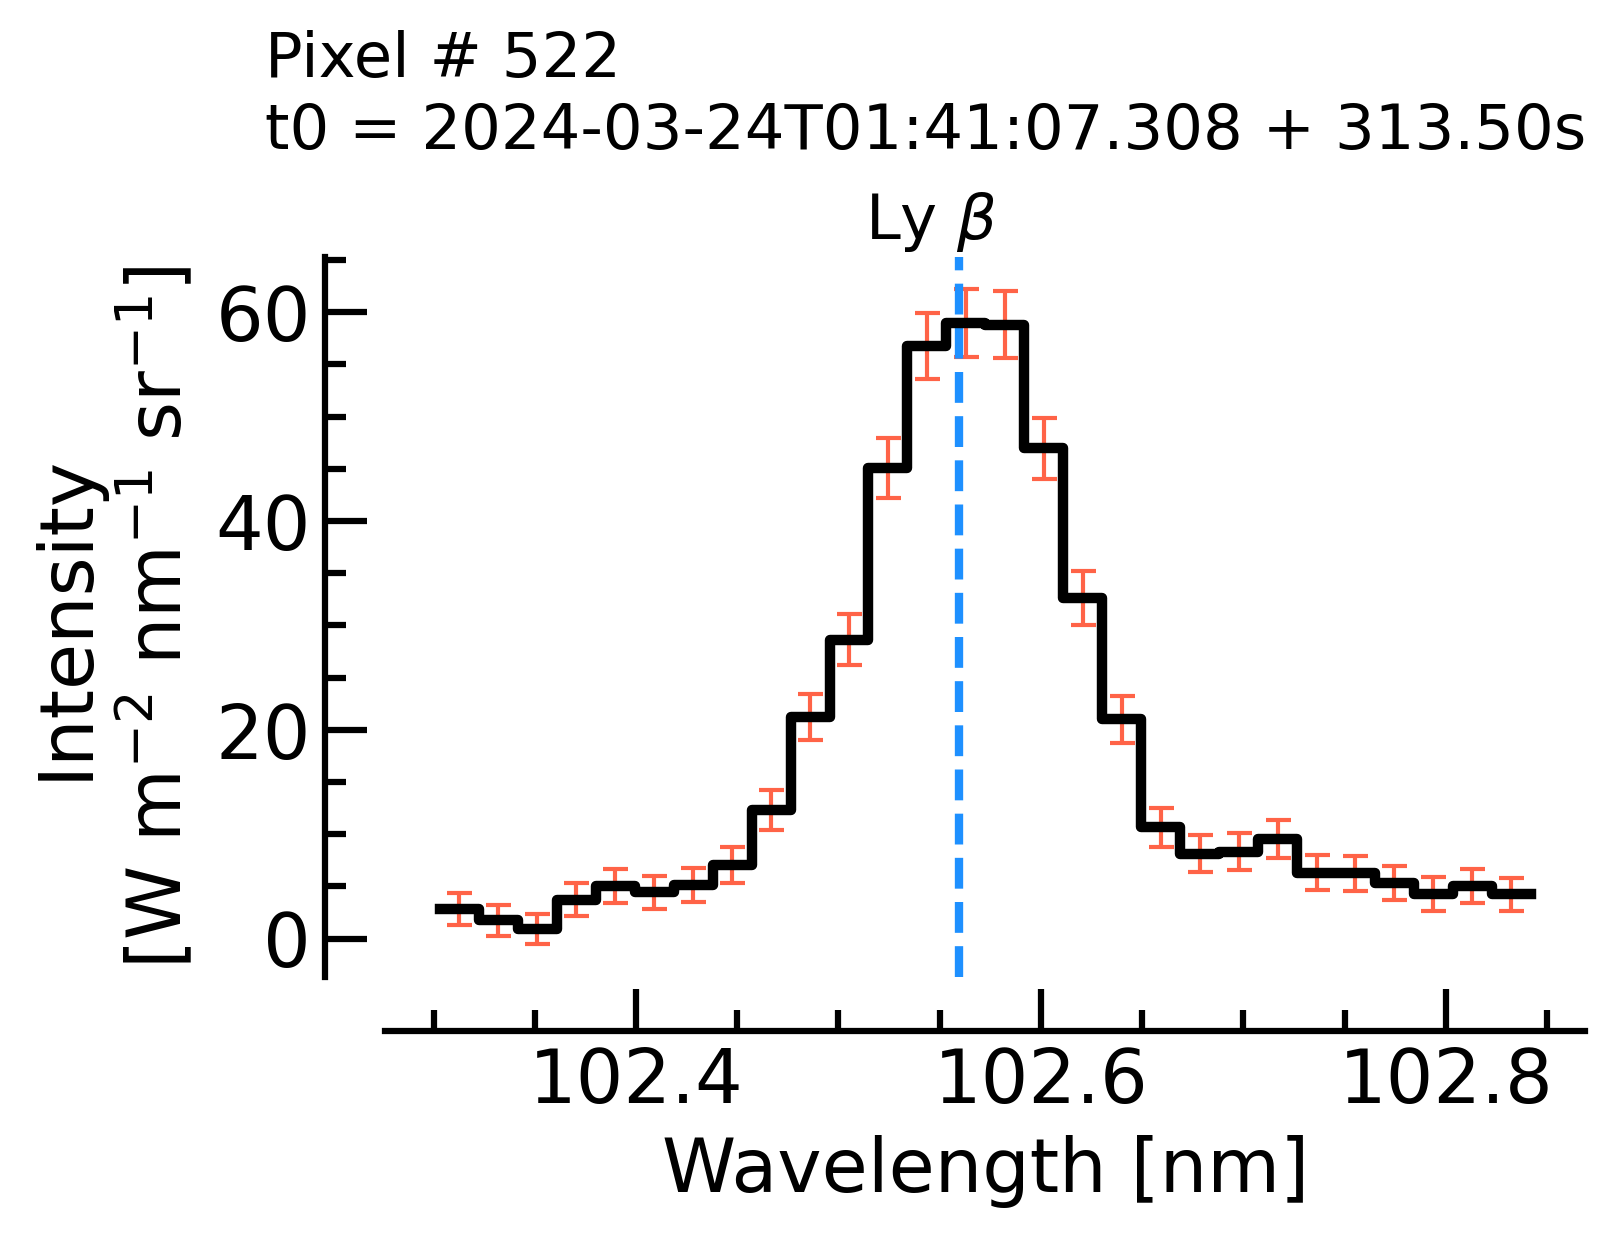 Pixel # 522
t0 = 2024-03-24T01:41:07.308 + 313.50s
Ly β
Intensity
[W m⁻² nm⁻¹ sr⁻¹]
60
40
20
0
102.4 102.6 102.8
Wavelength [nm]